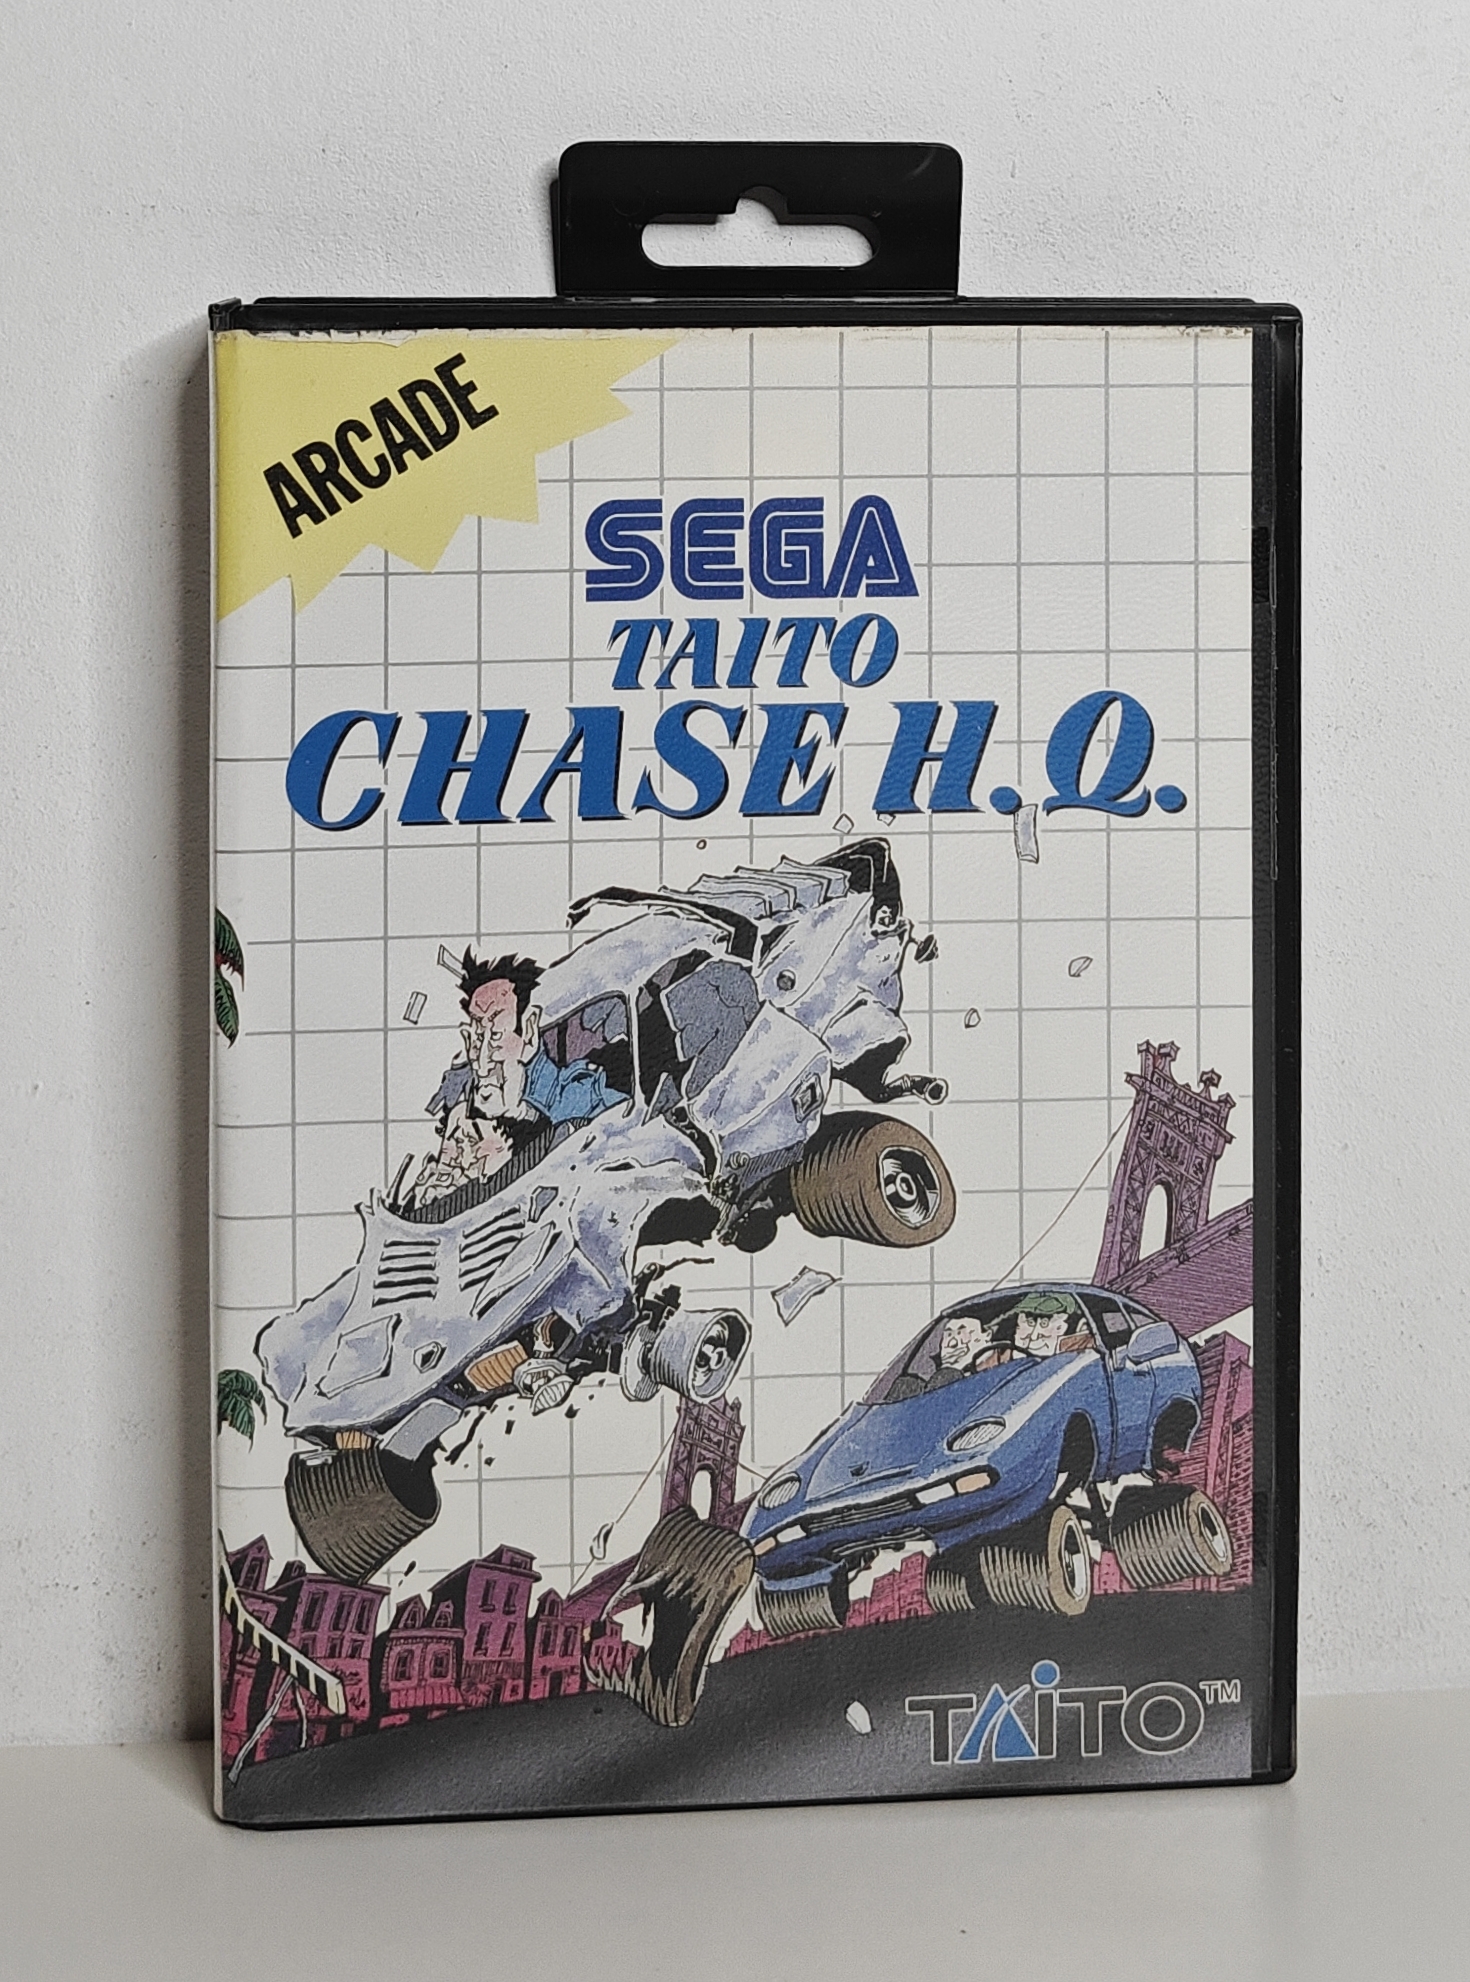 ARCADE
SEGA
TAITO
CHASE H.Q.
TAiTO™